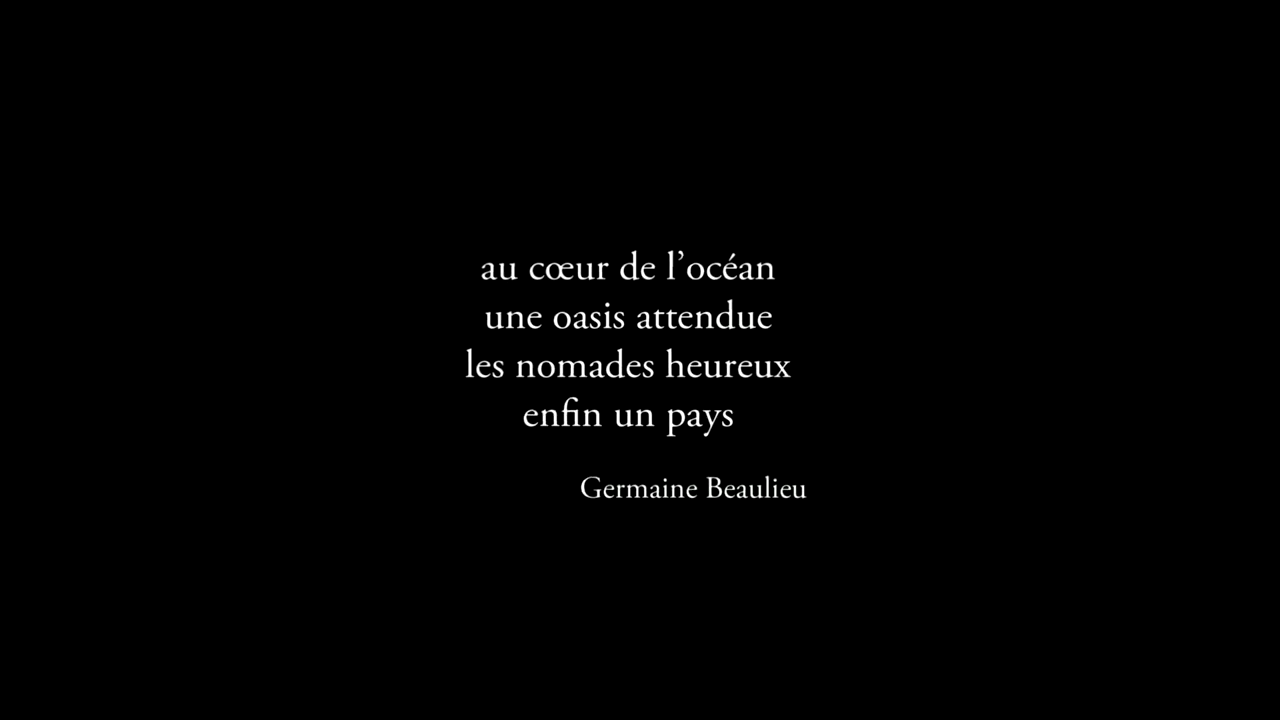 au cœur de l’océan
une oasis attendue
les nomades heureux
enfin un pays
Germaine Beaulieu